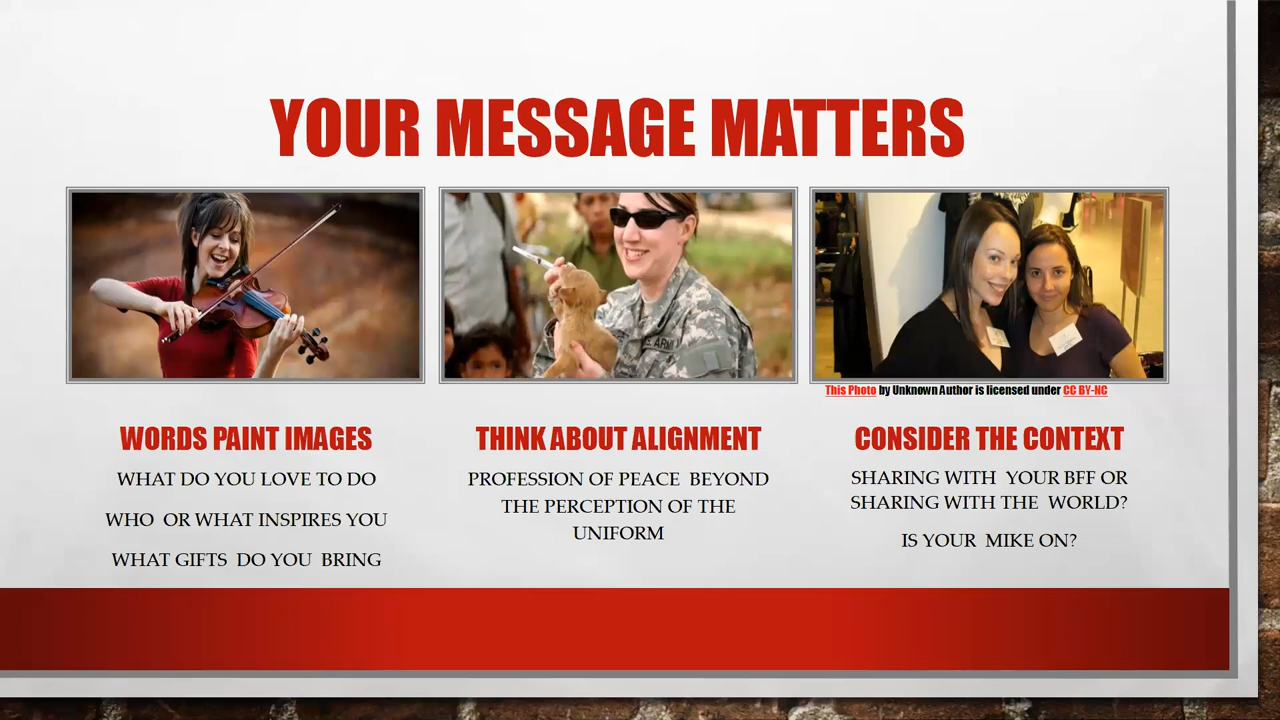 YOUR MESSAGE MATTERS
U.S. ARMY
This Photo by Unknown Author is licensed under CC BY-NC
WORDS PAINT IMAGES
WHAT DO YOU LOVE TO DO
WHO OR WHAT INSPIRES YOU
WHAT GIFTS DO YOU BRING
THINK ABOUT ALIGNMENT
PROFESSION OF PEACE BEYOND
THE PERCEPTION OF THE
UNIFORM
CONSIDER THE CONTEXT
SHARING WITH YOUR BFF OR
SHARING WITH THE WORLD?
IS YOUR MIKE ON?